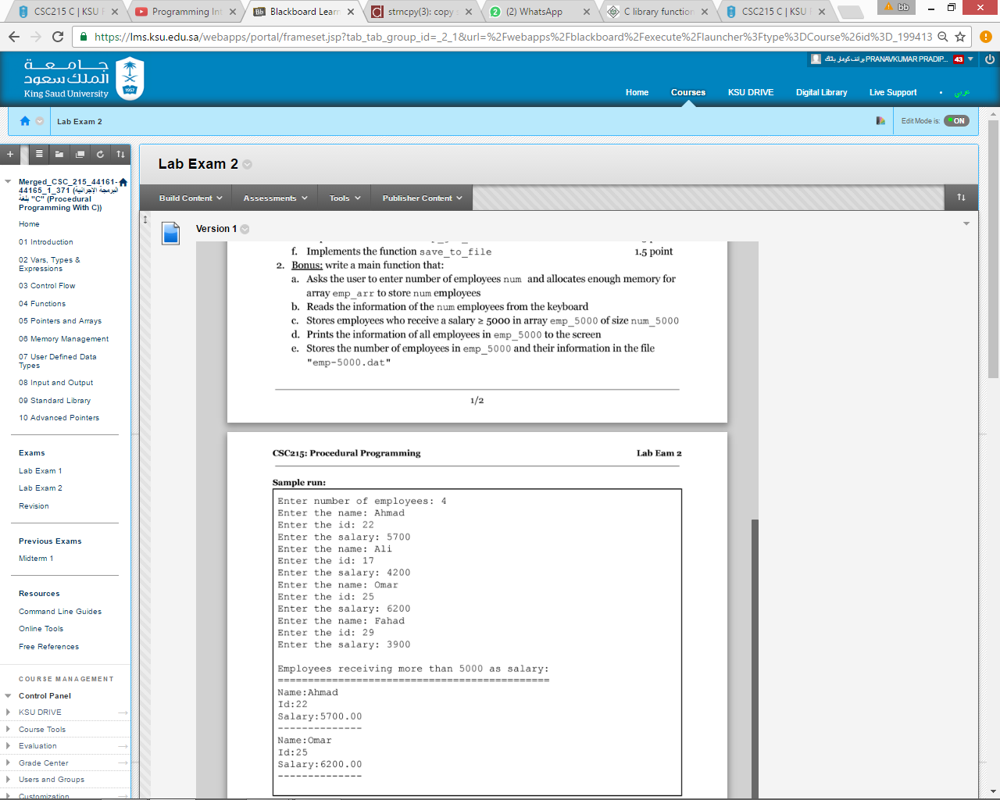 CSC215 C | KSU F
Programming Int
Blackboard Learn
strncpy(3): copy
(2) WhatsApp
C library function
CSC215 C | KSU F
bb
https://lms.ksu.edu.sa/webapps/portal/frameset.jsp?tab_tab_group_id=_2_1&url=%2Fwebapps%2Fblackboard%2Fexecute%2Flauncher%3Ftype%3DCourse%26id%3D_199413
جامعة
الملك سعود
King Saud University
1957
PRANAVKUMAR PRADIP... 43
Home Courses KSU DRIVE Digital Library Live Support • عربي
Lab Exam 2
Edit Mode is: ON
Merged_CSC_215_44161-
44165_1_371 (البرمجة الإجرائية
بلغة "C" (Procedural
Programming With C))
Home
01 Introduction
02 Vars, Types &
Expressions
03 Control Flow
04 Functions
05 Pointers and Arrays
06 Memory Management
07 User Defined Data
Types
08 Input and Output
09 Standard Library
10 Advanced Pointers
Exams
Lab Exam 1
Lab Exam 2
Revision
Previous Exams
Midterm 1
Resources
Command Line Guides
Online Tools
Free References
COURSE MANAGEMENT
Control Panel
KSU DRIVE
Course Tools
Evaluation
Grade Center
Users and Groups
Customization
Lab Exam 2
Build Content Assessments Tools Publisher Content
Version 1
f. Implements the function save_to_file 1.5 point
2. Bonus: write a main function that:
a. Asks the user to enter number of employees num and allocates enough memory for
array emp_arr to store num employees
b. Reads the information of the num employees from the keyboard
c. Stores employees who receive a salary ≥ 5000 in array emp_5000 of size num_5000
d. Prints the information of all employees in emp_5000 to the screen
e. Stores the number of employees in emp_5000 and their information in the file
"emp-5000.dat"
1/2
CSC215: Procedural Programming Lab Eam 2
Sample run:
Enter number of employees: 4
Enter the name: Ahmad
Enter the id: 22
Enter the salary: 5700
Enter the name: Ali
Enter the id: 17
Enter the salary: 4200
Enter the name: Omar
Enter the id: 25
Enter the salary: 6200
Enter the name: Fahad
Enter the id: 29
Enter the salary: 3900
Employees receiving more than 5000 as salary:
=============================================
Name:Ahmad
Id:22
Salary:5700.00
--------------
Name:Omar
Id:25
Salary:6200.00
--------------